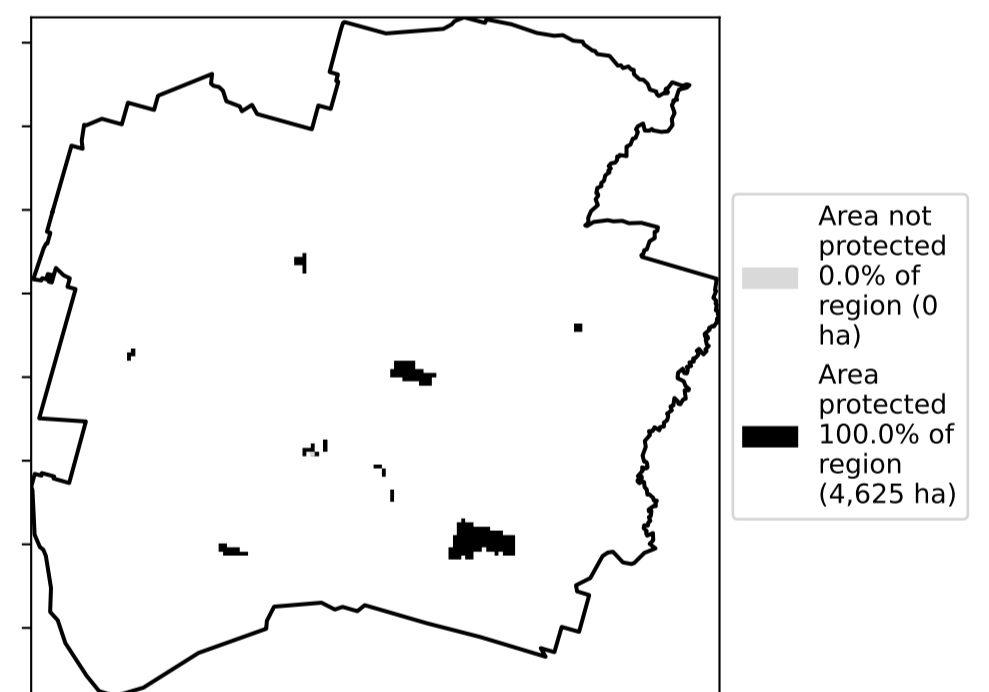 Area not
protected
0.0% of
region (0
ha)
Area
protected
100.0% of
region
(4,625 ha)